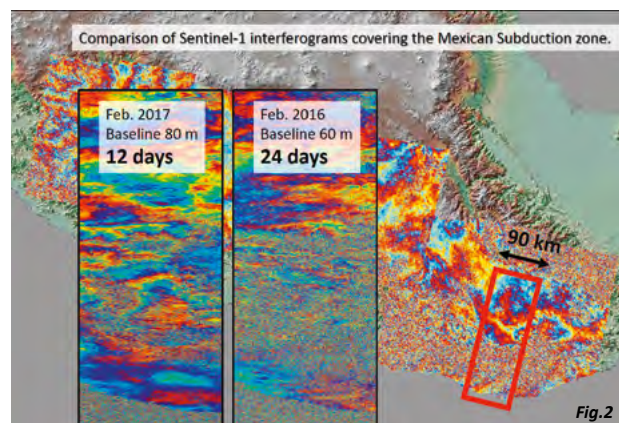 Comparison of Sentinel-1 interferograms covering the Mexican Subduction zone.
Feb. 2017
Baseline 80 m
12 days
Feb. 2016
Baseline 60 m
24 days
90 km
Fig.2